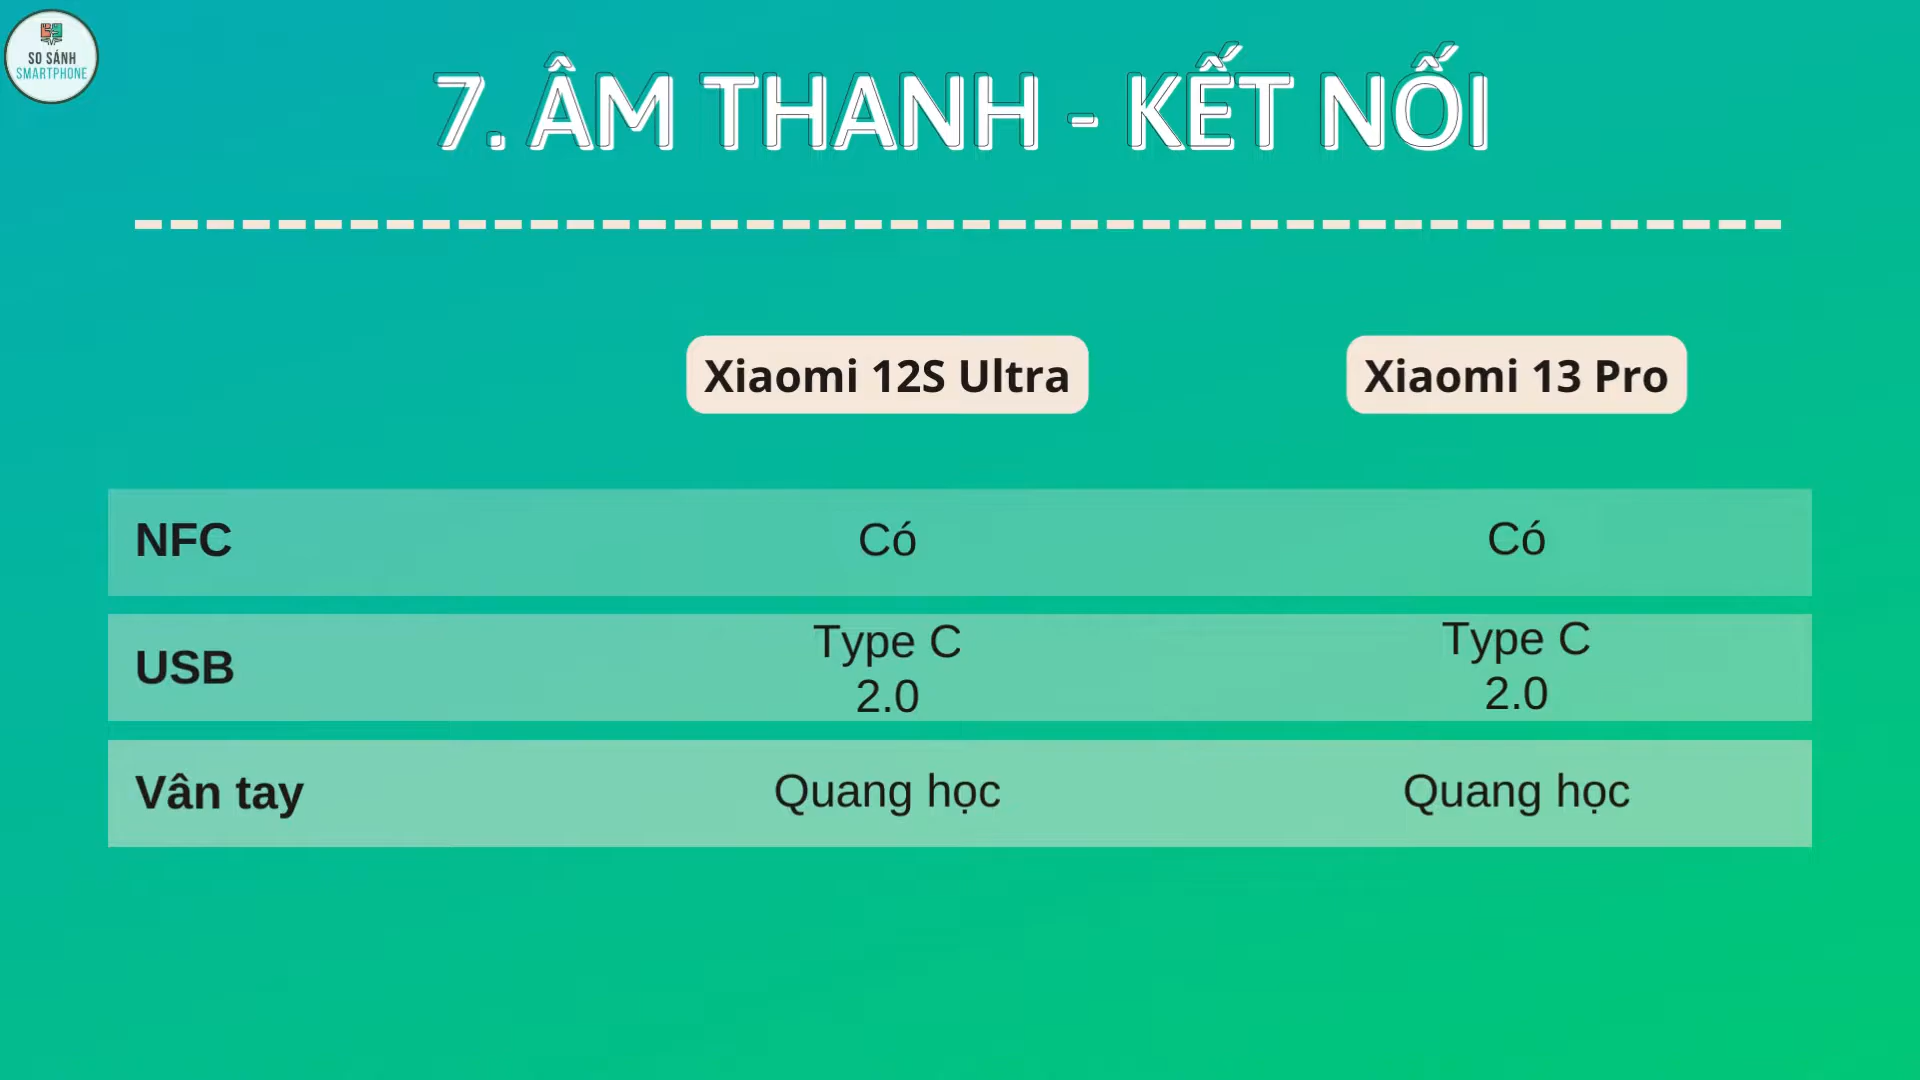 SO SÁNH
SMARTPHONE
7. ÂM THANH - KẾT NỐI
Xiaomi 12S Ultra
Xiaomi 13 Pro
NFC
Có
Có
USB
Type C
2.0
Type C
2.0
Vân tay
Quang học
Quang học